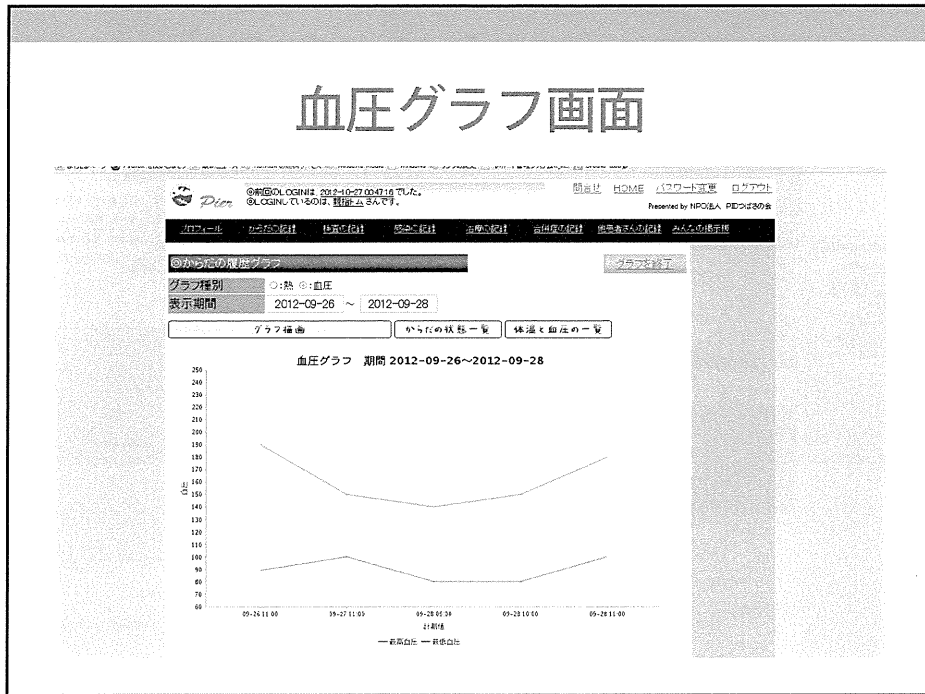 血圧グラフ画面
Pier
◎前回のLOGINは、2012-10-27 00:47:16 でした。
◎LOGINしているのは、親指トム さんです。
問合せ HOME パスワード変更 ログアウト
Presented by NPO法人 PIDつばさの会
プロフィール からだの記録 検査の記録 感染の記録 治療の記録 合併症の記録 他患者さんの記録 みんなの掲示板
◎からだの履歴グラフ
グラフを終了
グラフ種別 ○:熱 ◎:血圧
表示期間 2012-09-26 ～ 2012-09-28
グラフ描画 からだの状態一覧 体温と血圧の一覧
血圧グラフ 期間 2012-09-26～2012-09-28
250
240
230
220
210
200
190
180
170
160
150
140
130
120
110
100
90
80
70
60
血圧
09-26 11:00 09-27 11:00 09-28 10:00 09-28 11:00
計測値
最高血圧 最低血圧